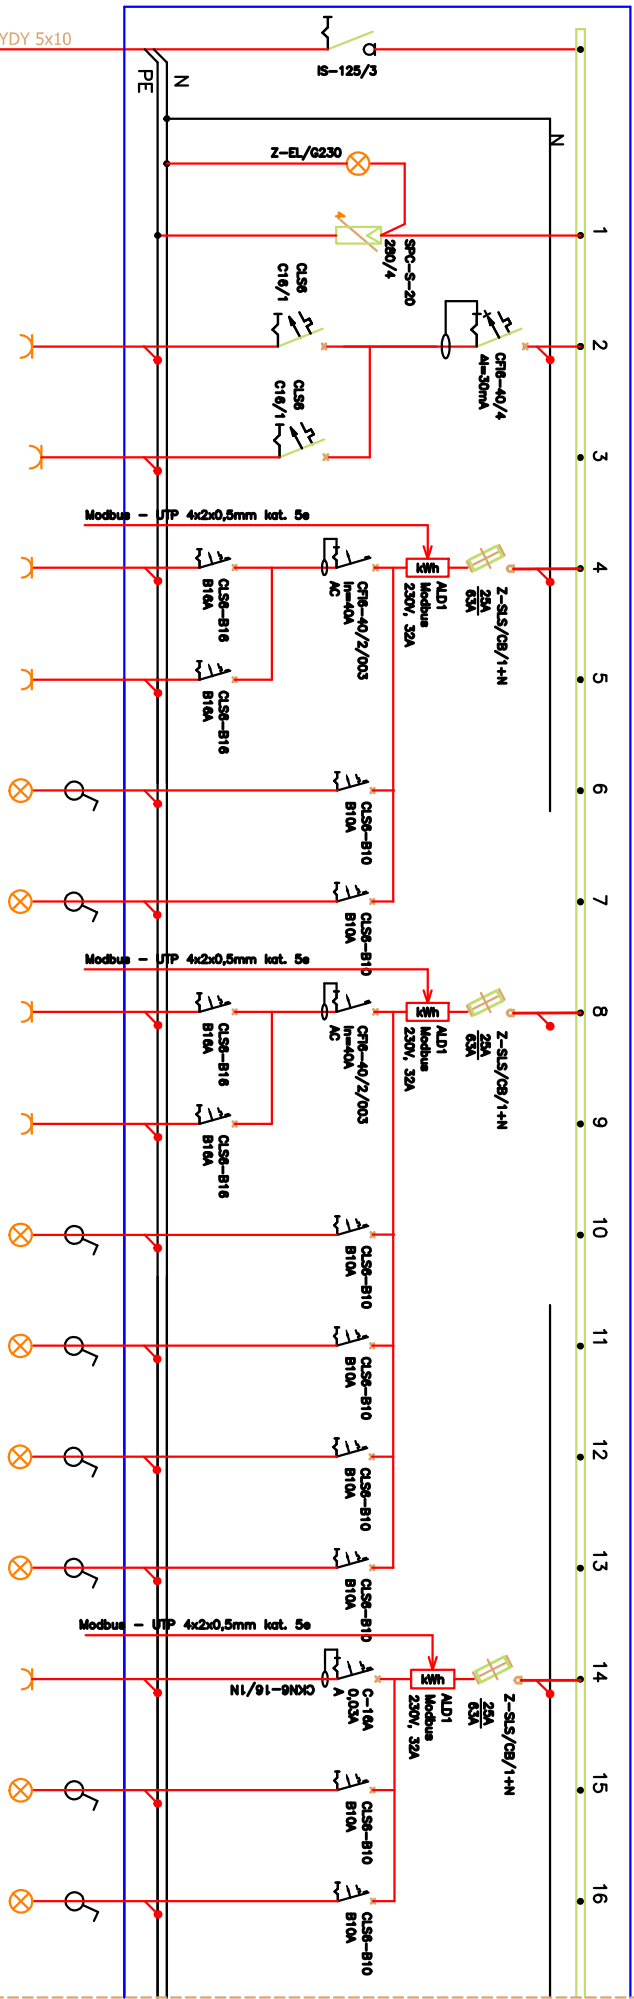 YDY 5x10
IS-125/3
N
PE
N
Z-EL/G230
1
SPC-S-20
280/4
CLS6
C16/1
2
CFI6-40/4
ΔI=30mA
CLS6
C16/1
3
Modbus - UTP 4x2x0,5mm kat. 5e
4
Z-SLS/CB/1+N
25A
63A
kWh
ALD1
Modbus
230V, 32A
CFI6-40/2/003
In=40A
AC
CLS6-B16
B16A
5
CLS6-B16
B16A
6
CLS6-B10
B10A
7
CLS6-B10
B10A
Modbus - UTP 4x2x0,5mm kat. 5e
8
Z-SLS/CB/1+N
25A
63A
kWh
ALD1
Modbus
230V, 32A
CFI6-40/2/003
In=40A
AC
CLS6-B16
B16A
9
CLS6-B16
B16A
10
CLS6-B10
B10A
11
CLS6-B10
B10A
12
CLS6-B10
B10A
13
CLS6-B10
B10A
Modbus - UTP 4x2x0,5mm kat. 5e
14
Z-SLS/CB/1+N
25A
63A
kWh
ALD1
Modbus
230V, 32A
C-16A
0,03A
A
CKN6-16/1N
15
CLS6-B10
B10A
16
CLS6-B10
B10A